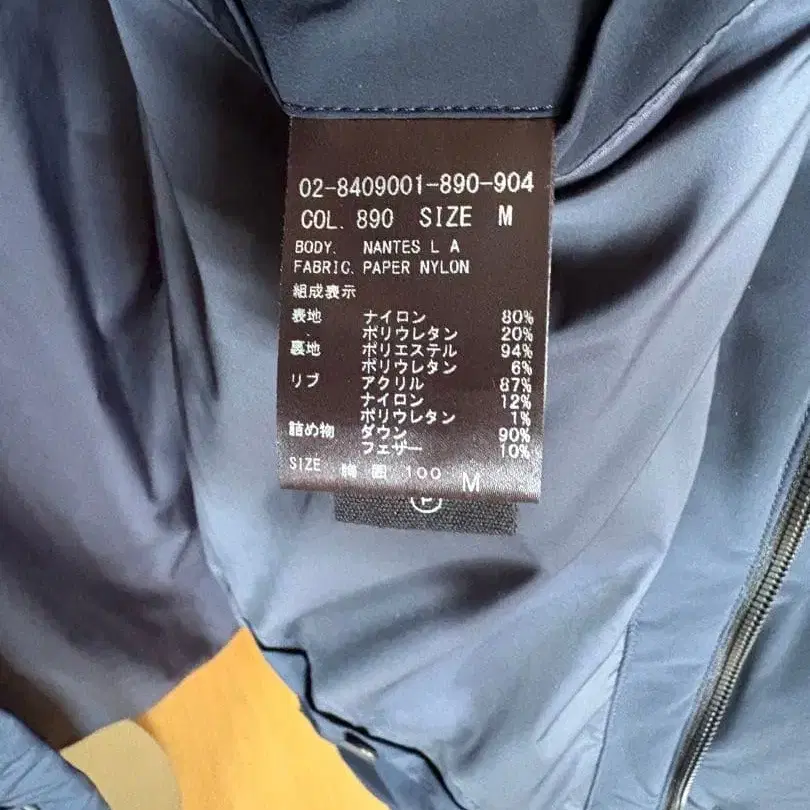 02-8409001-890-904
COL. 890 SIZE M
BODY. NANTES L A
FABRIC. PAPER NYLON
組成表示
表地 ナイロン 80%
ポリウレタン 20%
裏地 ポリエステル 94%
ポリウレタン 6%
リブ アクリル 87%
ナイロン 12%
ポリウレタン 1%
詰め物 ダウン 90%
フェザー 10%
SIZE 胸囲 100 M
P